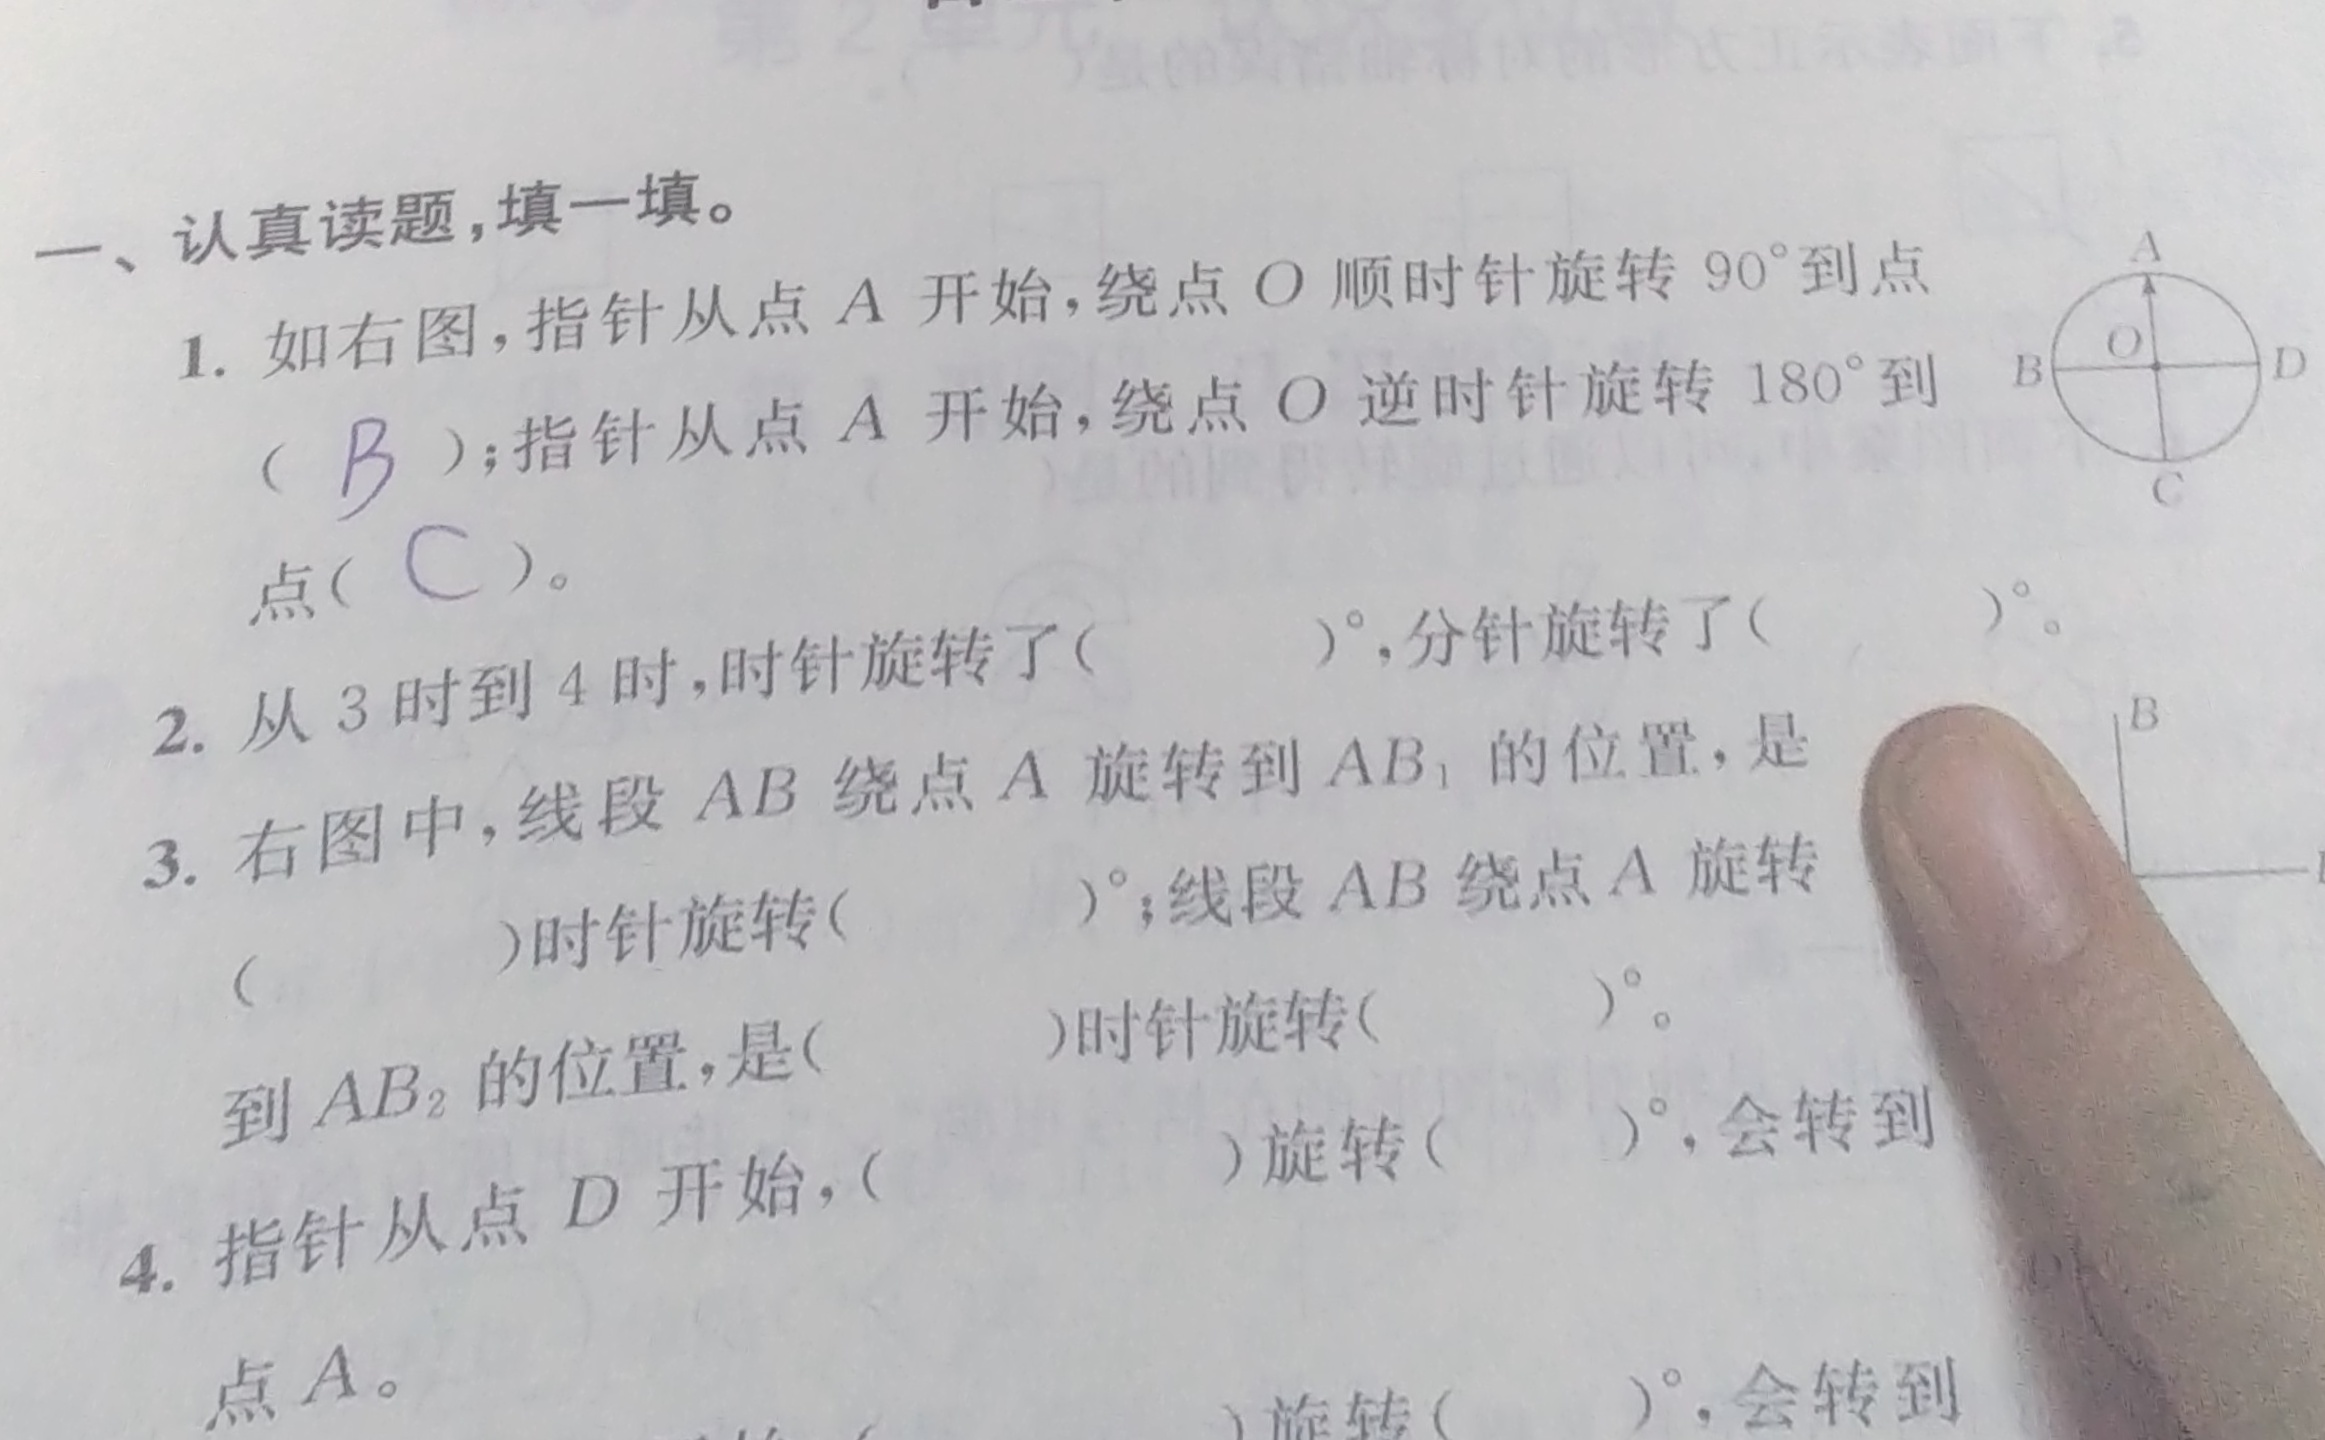 一、认真读题,填一填。
1. 如右图,指针从点 A 开始,绕点 O 顺时针旋转 90°到点
( B );指针从点 A 开始,绕点 O 逆时针旋转 180°到
点( C )。
A
B O D
C
2. 从 3 时到 4 时,时针旋转了( )°,分针旋转了( )°。
3. 右图中,线段 AB 绕点 A 旋转到 AB₁ 的位置,是
( )时针旋转( )°;线段 AB 绕点 A 旋转
到 AB₂ 的位置,是( )时针旋转( )°。
B
4. 指针从点 D 开始,( )旋转( )°,会转到
点 A。
)旋转( )°,会转到